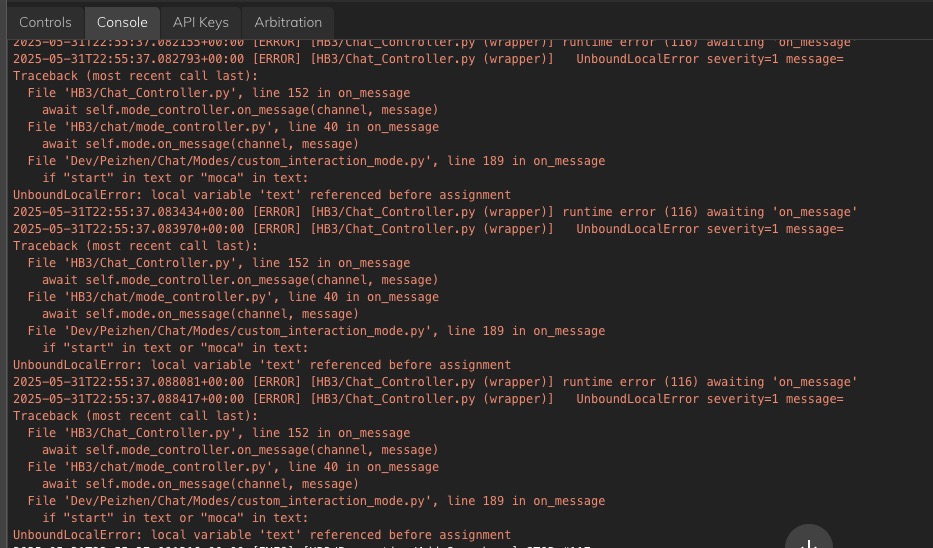 Controls Console API Keys Arbitration
2025-05-31T22:55:37.082155+00:00 [ERROR] [HB3/Chat_Controller.py (wrapper)] runtime error (116) awaiting 'on_message'
2025-05-31T22:55:37.082793+00:00 [ERROR] [HB3/Chat_Controller.py (wrapper)]   UnboundLocalError severity=1 message=
Traceback (most recent call last):
  File 'HB3/Chat_Controller.py', line 152 in on_message
    await self.mode_controller.on_message(channel, message)
  File 'HB3/chat/mode_controller.py', line 40 in on_message
    await self.mode.on_message(channel, message)
  File 'Dev/Peizhen/Chat/Modes/custom_interaction_mode.py', line 189 in on_message
    if "start" in text or "moca" in text:
UnboundLocalError: local variable 'text' referenced before assignment
2025-05-31T22:55:37.083434+00:00 [ERROR] [HB3/Chat_Controller.py (wrapper)] runtime error (116) awaiting 'on_message'
2025-05-31T22:55:37.083970+00:00 [ERROR] [HB3/Chat_Controller.py (wrapper)]   UnboundLocalError severity=1 message=
Traceback (most recent call last):
  File 'HB3/Chat_Controller.py', line 152 in on_message
    await self.mode_controller.on_message(channel, message)
  File 'HB3/chat/mode_controller.py', line 40 in on_message
    await self.mode.on_message(channel, message)
  File 'Dev/Peizhen/Chat/Modes/custom_interaction_mode.py', line 189 in on_message
    if "start" in text or "moca" in text:
UnboundLocalError: local variable 'text' referenced before assignment
2025-05-31T22:55:37.088081+00:00 [ERROR] [HB3/Chat_Controller.py (wrapper)] runtime error (116) awaiting 'on_message'
2025-05-31T22:55:37.088417+00:00 [ERROR] [HB3/Chat_Controller.py (wrapper)]   UnboundLocalError severity=1 message=
Traceback (most recent call last):
  File 'HB3/Chat_Controller.py', line 152 in on_message
    await self.mode_controller.on_message(channel, message)
  File 'HB3/chat/mode_controller.py', line 40 in on_message
    await self.mode.on_message(channel, message)
  File 'Dev/Peizhen/Chat/Modes/custom_interaction_mode.py', line 189 in on_message
    if "start" in text or "moca" in text:
UnboundLocalError: local variable 'text' referenced before assignment